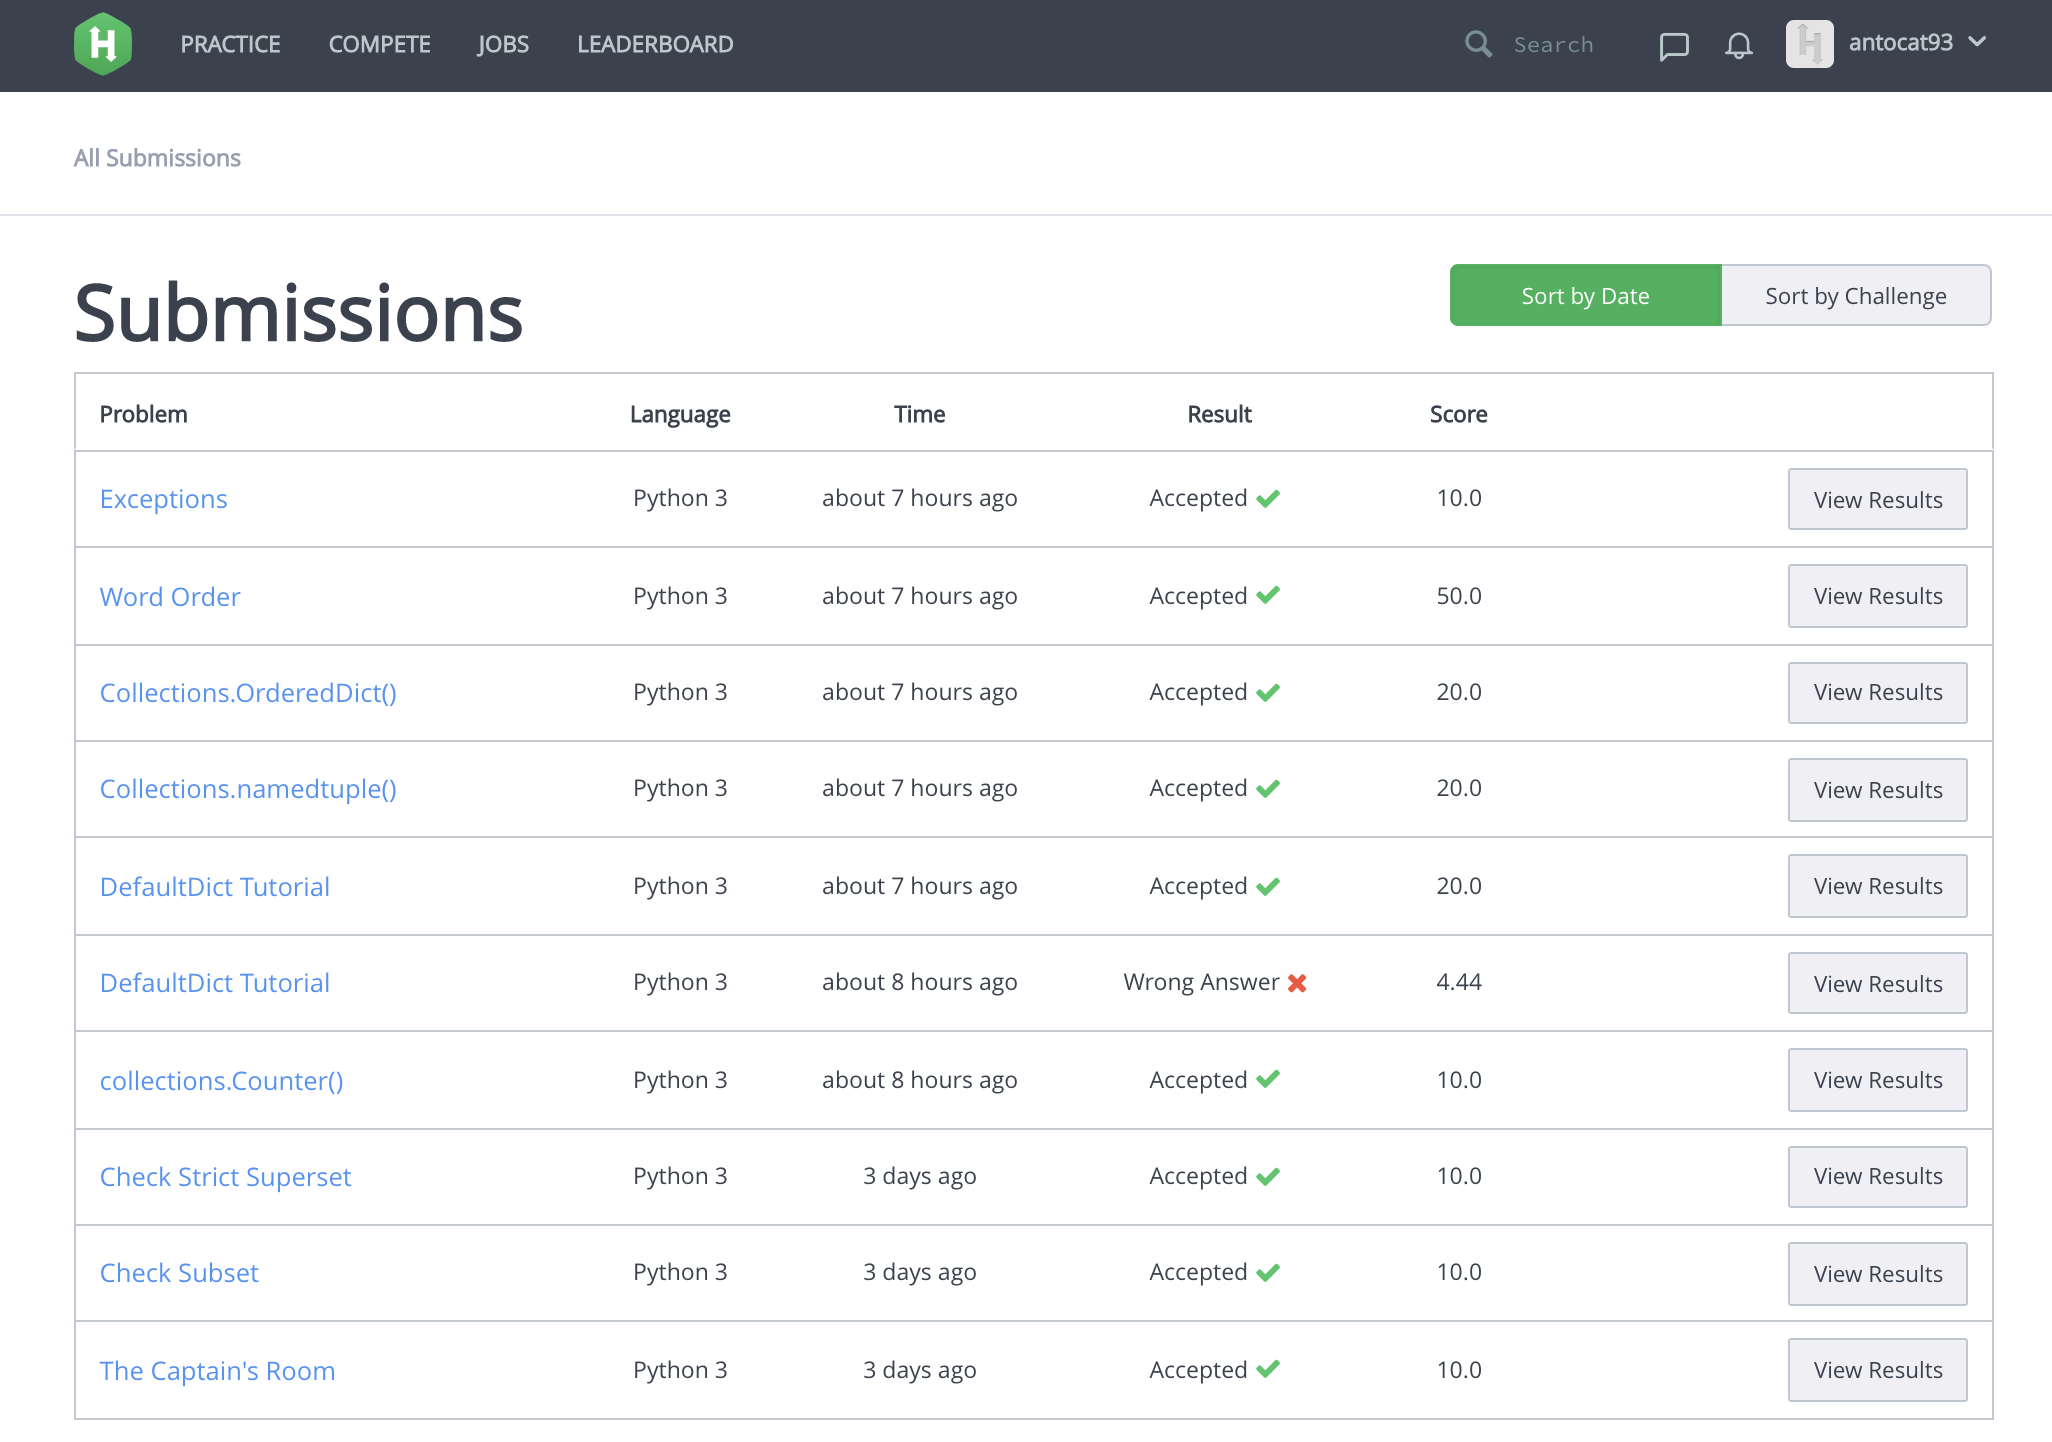 H PRACTICE COMPETE JOBS LEADERBOARD Search H antocat93
All Submissions
Submissions Sort by Date Sort by Challenge
Problem Language Time Result Score
Exceptions Python 3 about 7 hours ago Accepted 10.0 View Results
Word Order Python 3 about 7 hours ago Accepted 50.0 View Results
Collections.OrderedDict() Python 3 about 7 hours ago Accepted 20.0 View Results
Collections.namedtuple() Python 3 about 7 hours ago Accepted 20.0 View Results
DefaultDict Tutorial Python 3 about 7 hours ago Accepted 20.0 View Results
DefaultDict Tutorial Python 3 about 8 hours ago Wrong Answer 4.44 View Results
collections.Counter() Python 3 about 8 hours ago Accepted 10.0 View Results
Check Strict Superset Python 3 3 days ago Accepted 10.0 View Results
Check Subset Python 3 3 days ago Accepted 10.0 View Results
The Captain's Room Python 3 3 days ago Accepted 10.0 View Results